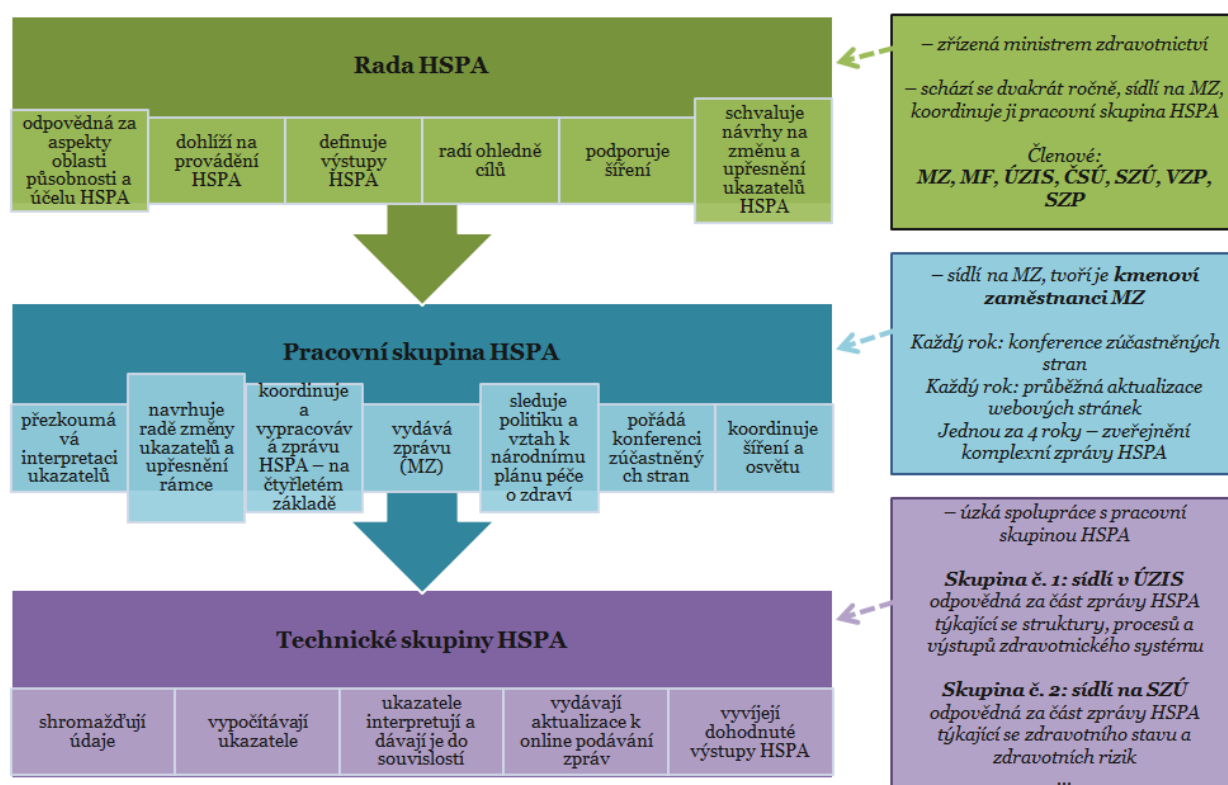 Rada HSPA
odpovědná za
aspekty
oblasti
působnosti a
účelu HSPA
dohlíží na
provádění
HSPA
definuje
výstupy
HSPA
radí ohledně
cílů
podporuje
šíření
schvaluje
návrhy na
změnu a
upřesnění
ukazatelů
HSPA
– zřízená ministrem zdravotnictví
– schází se dvakrát ročně, sídlí na MZ,
koordinuje ji pracovní skupina HSPA
Členové:
MZ, MF, ÚZIS, ČSÚ, SZÚ, VZP,
SZP
Pracovní skupina HSPA
přezkoumá
vá
interpretaci
ukazatelů
navrhuje
radě změny
ukazatelů a
upřesnění
rámce
koordinuje
a
vypracováv
á zprávu
HSPA – na
čtyřletém
základě
vydává
zprávu
(MZ)
sleduje
politiku a
vztah k
národnímu
plánu péče
o zdraví
pořádá
konferenci
zúčastněný
ch stran
koordinuje
šíření a
osvětu
– sídlí na MZ, tvoří je kmenoví
zaměstnanci MZ
Každý rok: konference zúčastněných
stran
Každý rok: průběžná aktualizace
webových stránek
Jednou za 4 roky – zveřejnění
komplexní zprávy HSPA
Technické skupiny HSPA
shromažďují
údaje
vypočítávají
ukazatele
ukazatele
interpretují a
dávají je do
souvislostí
vydávají
aktualizace k
online podávání
zpráv
vyvíjejí
dohodnuté
výstupy HSPA
– úzká spolupráce s pracovní
skupinou HSPA
Skupina č. 1: sídlí v ÚZIS
odpovědná za část zprávy HSPA
týkající se struktury, procesů a
výstupů zdravotnického systému
Skupina č. 2: sídlí na SZÚ
odpovědná za část zprávy HSPA
týkající se zdravotního stavu a
zdravotních rizik
...